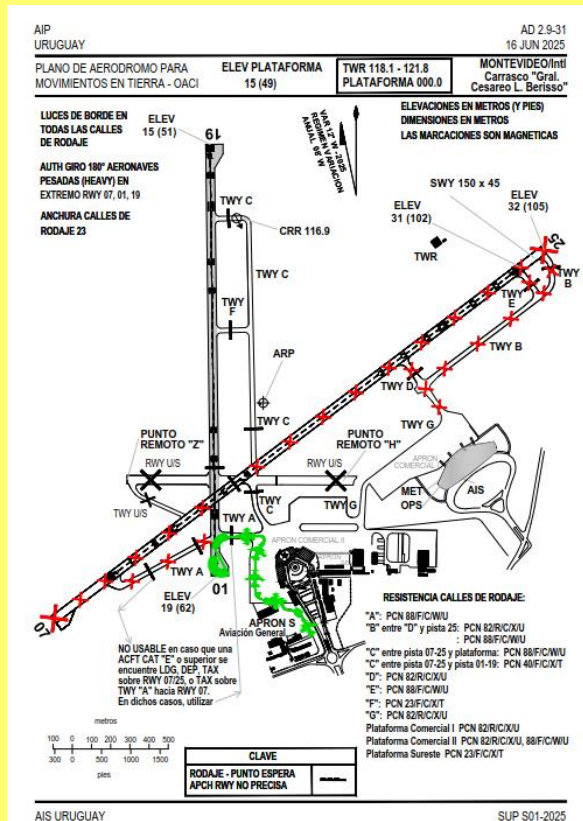 AIP
URUGUAY
AD 2.9-31
16 JUN 2025
PLANO DE AERODROMO PARA
MOVIMIENTOS EN TIERRA - OACI
ELEV PLATAFORMA
15 (49)
TWR 118.1 - 121.8
PLATAFORMA 000.0
MONTEVIDEO/Intl
Carrasco "Gral.
Cesareo L. Berisso")
LUCES DE BORDE EN
TODAS LAS CALLES
DE RODAJE
AUTH GIRO 180° AERONAVES
PESADAS (HEAVY) EN
EXTREMO RWY 07, 01, 19
ANCHURA CALLES DE
RODAJE 23
ELEV
15 (51)
19
VAR 12° W -2025
REGIMEN VARIACION
ANUAL 08' W
ELEVACIONES EN METROS (Y PIES)
DIMENSIONES EN METROS
LAS MARCACIONES SON MAGNETICAS
SWY 150 x 45
ELEV
31 (102)
ELEV
32 (105)
25
TWY C
CRR 116.9
TWR
TWY
B
TWY
E
TWY C
TWY
F
TWY B
ARP
TWY D
TWY C
TWY G
PUNTO
REMOTO "Z"
RWY U/S
PUNTO
REMOTO "H"
RWY U/S
APRON
COMERCIAL I
MET
OPS
AIS
TWY U/S
TWY
C
TWY G
TWY A
APRON COMERCIAL II
TWY A
07
ELEV
19 (62)
01
APRON S
Aviación General
NO USABLE en caso que una
ACFT CAT "E" o superior se
encuentre LDG, DEP, TAX
sobre RWY 07/25, o TAX sobre
TWY "A" hacia RWY 07.
En dichos casos, utilizar
RESISTENCIA CALLES DE RODAJE:
"A": PCN 88/F/C/W/U
"B" entre "D" y pista 25: PCN 82/R/C/X/U
: PCN 88/F/C/W/U
"C" entre pista 07-25 y plataforma: PCN 88/F/C/W/U
"C" entre pista 07-25 y pista 01-19: PCN 40/F/C/X/T
"D": PCN 82/R/C/X/U
"E": PCN 88/F/C/W/U
"F": PCN 23/F/C/X/T
"G": PCN 82/R/C/X/U
Plataforma Comercial I PCN 82/R/C/X/U
Plataforma Comercial II PCN 82/R/C/X/U, 88/F/C/W/U
Plataforma Sureste PCN 23/F/C/X/T
metros
100 0 100 200 300 400 500
300 0 500 1000 1500
pies
CLAVE
RODAJE - PUNTO ESPERA
APCH RWY NO PRECISA
AIS URUGUAY
SUP S01-2025